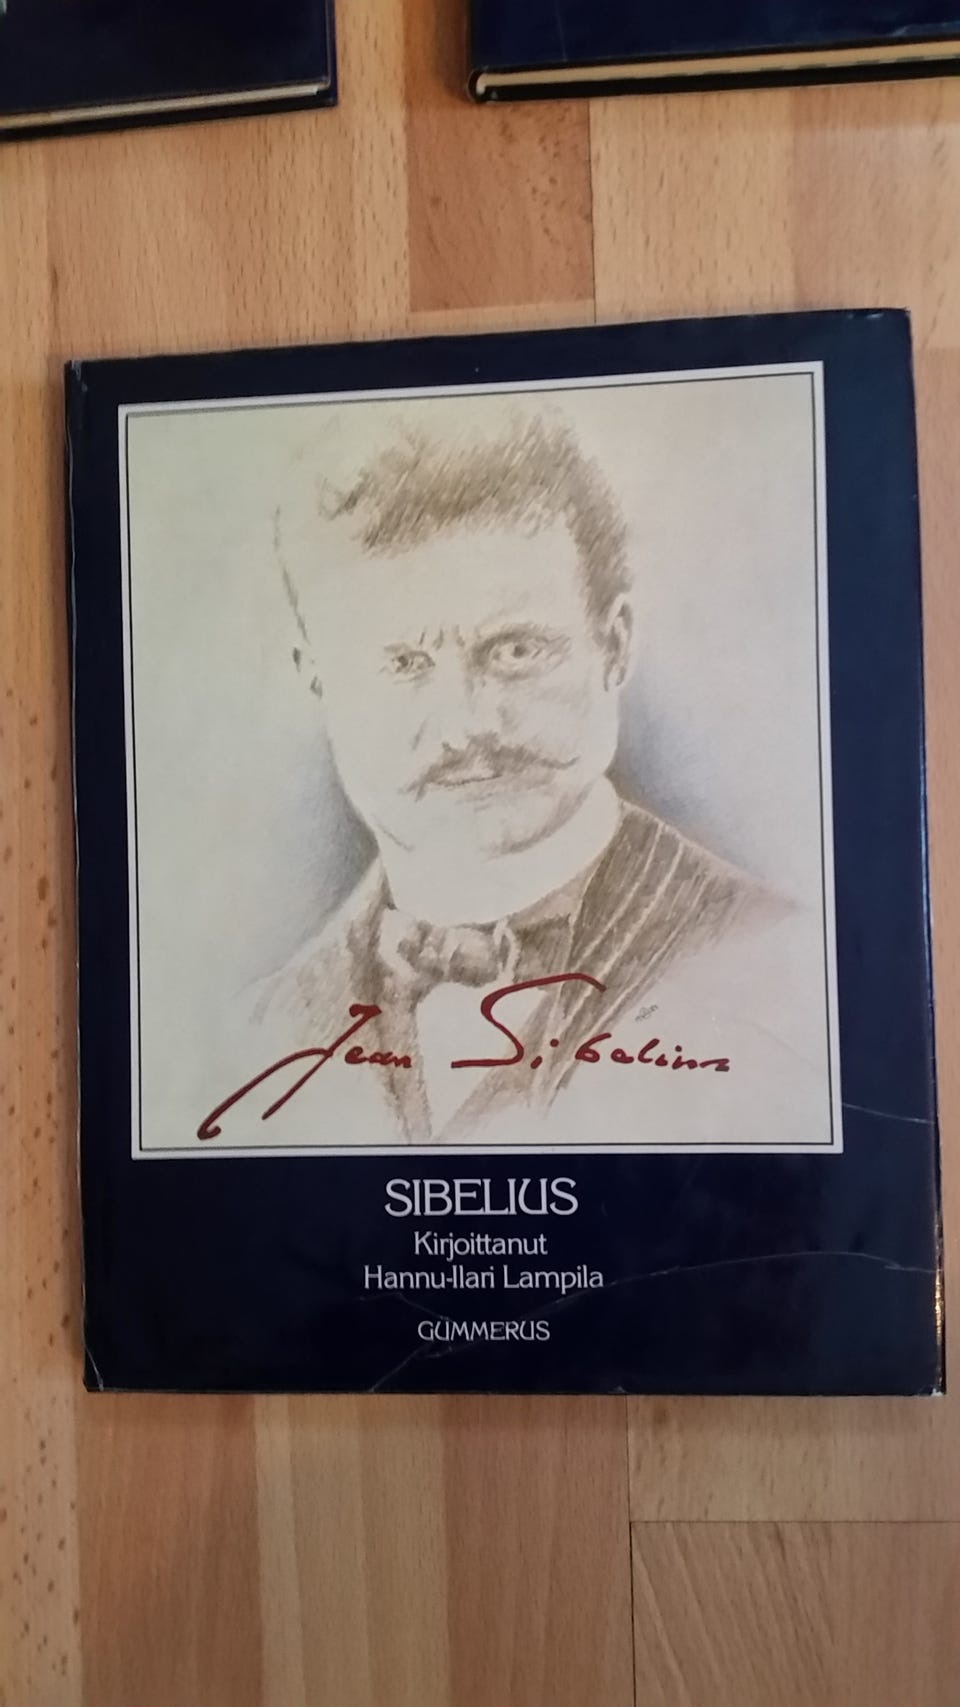 Jean Sibelius
SIBELIUS
Kirjoittanut
Hannu-Ilari Lampila
GUMMERUS